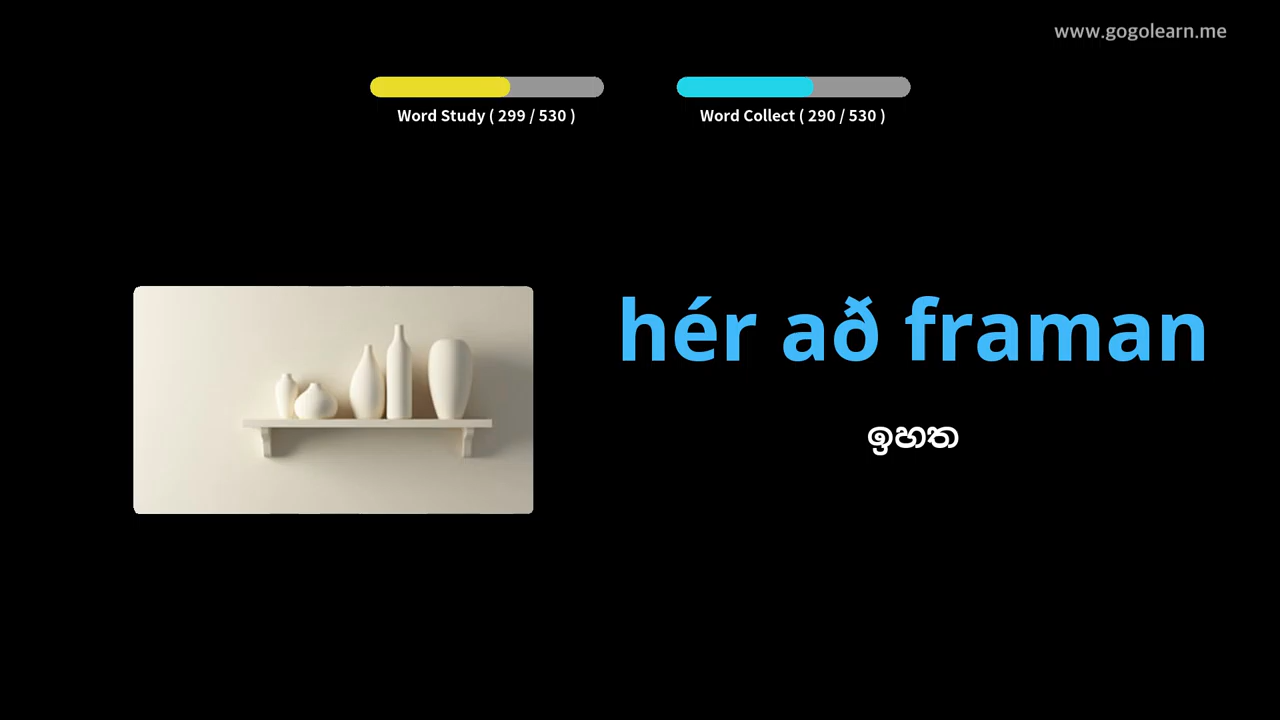 www.gogolearn.me
Word Study ( 299 / 530 )
Word Collect ( 290 / 530 )
hér að framan
ඉහත